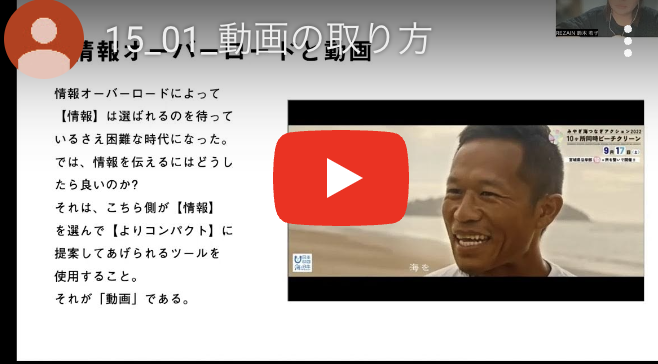 15_01_動画の取り方
情報オーバーロードと動画
情報オーバーロードによって
【情報】は選ばれるのを待って
いるさえ困難な時代になった。
では、情報を伝えるにはどうし
たら良いのか?
それは、こちら側が【情報】
を選んで【よりコンパクト】に
提案してあげられるツールを
使用すること。
それが「動画」である。
みやぎ海つなぎアクション2022
10ヶ所同時ビーチクリーン
9月17日(土)
海を